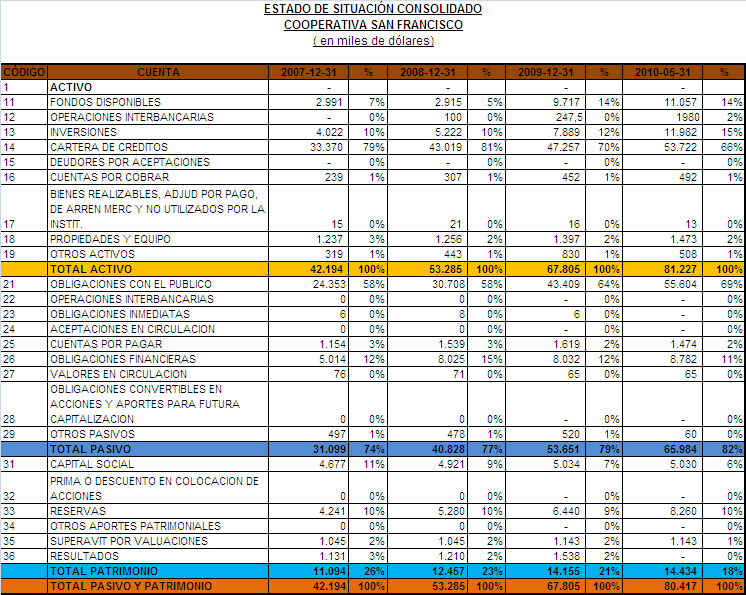 ESTADO DE SITUACIÓN CONSOLIDADO
COOPERATIVA SAN FRANCISCO
( en miles de dólares)
CÓDIGO CUENTA 2007-12-31 % 2008-12-31 % 2009-12-31 % 2010-05-31 %
1 ACTIVO - - - -
11 FONDOS DISPONIBLES 2.991 7% 2.915 5% 9.717 14% 11.057 14%
12 OPERACIONES INTERBANCARIAS - 0% 100 0% 247,5 0% 1980 2%
13 INVERSIONES 4.022 10% 5.222 10% 7.889 12% 11.982 15%
14 CARTERA DE CREDITOS 33.370 79% 43.019 81% 47.257 70% 53.722 66%
15 DEUDORES POR ACEPTACIONES - 0% - 0% - 0% - 0%
16 CUENTAS POR COBRAR 239 1% 307 1% 452 1% 492 1%
BIENES REALIZABLES, ADJUD POR PAGO,
DE ARREN MERC Y NO UTILIZADOS POR LA
17 INSTIT. 15 0% 21 0% 16 0% 13 0%
18 PROPIEDADES Y EQUIPO 1.237 3% 1.256 2% 1.397 2% 1.473 2%
19 OTROS ACTIVOS 319 1% 443 1% 830 1% 508 1%
TOTAL ACTIVO 42.194 100% 53.285 100% 67.805 100% 81.227 100%
21 OBLIGACIONES CON EL PUBLICO 24.353 58% 30.708 58% 43.409 64% 55.604 69%
22 OPERACIONES INTERBANCARIAS 0 0% 0 0% - 0% - 0%
23 OBLIGACIONES INMEDIATAS 6 0% 8 0% 6 0% - 0%
24 ACEPTACIONES EN CIRCULACION 0 0% 0 0% - 0% - 0%
25 CUENTAS POR PAGAR 1.154 3% 1.539 3% 1.619 2% 1.474 2%
26 OBLIGACIONES FINANCIERAS 5.014 12% 8.025 15% 8.032 12% 8.782 11%
27 VALORES EN CIRCULACION 76 0% 71 0% 65 0% 65 0%
OBLIGACIONES CONVERTIBLES EN
ACCIONES Y APORTES PARA FUTURA
28 CAPITALIZACION 0 0% 0 0% - 0% - 0%
29 OTROS PASIVOS 497 1% 478 1% 520 1% 60 0%
TOTAL PASIVO 31.099 74% 40.828 77% 53.651 79% 65.984 82%
31 CAPITAL SOCIAL 4.677 11% 4.921 9% 5.034 7% 5.030 6%
PRIMA O DESCUENTO EN COLOCACION DE
32 ACCIONES 0 0% 0 0% - 0% - 0%
33 RESERVAS 4.241 10% 5.280 10% 6.440 9% 8.260 10%
34 OTROS APORTES PATRIMONIALES 0 0% 0 0% - 0% - 0%
35 SUPERAVIT POR VALUACIONES 1.045 2% 1.045 2% 1.143 2% 1.143 1%
36 RESULTADOS 1.131 3% 1.210 2% 1.538 2% - 0%
TOTAL PATRIMONIO 11.094 26% 12.457 23% 14.155 21% 14.434 18%
TOTAL PASIVO Y PATRIMONIO 42.194 100% 53.285 100% 67.805 100% 80.417 100%